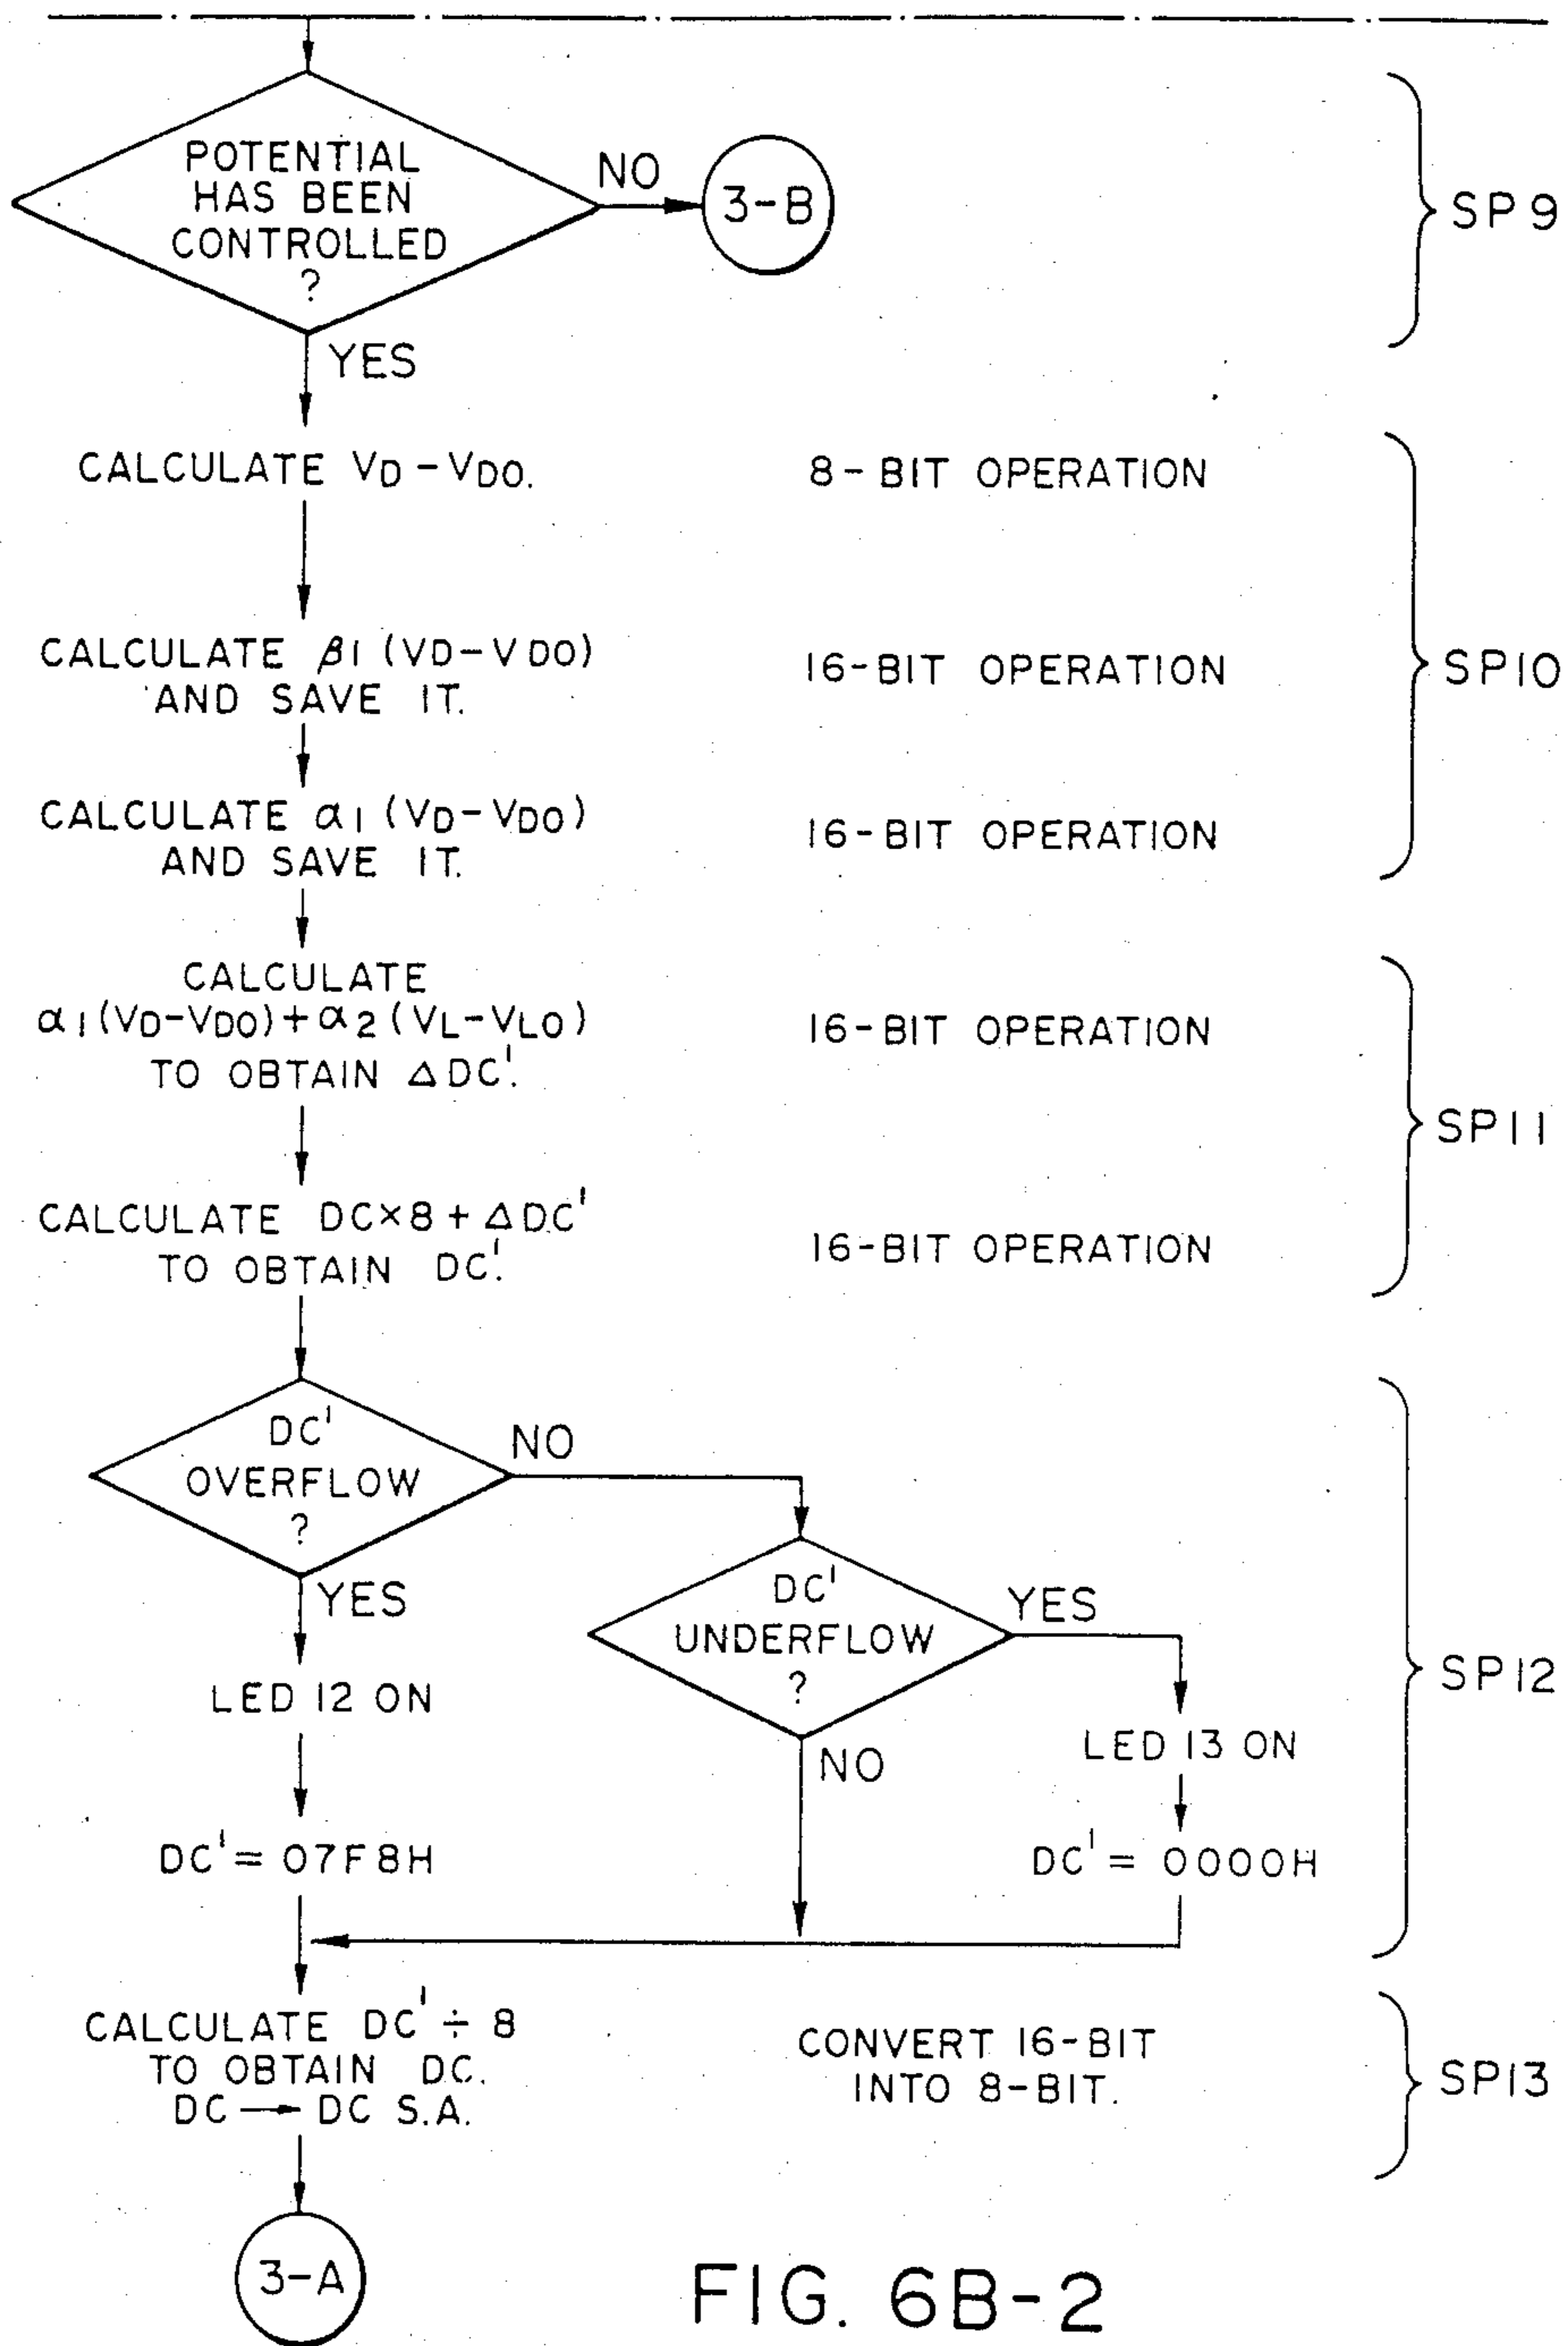 POTENTIAL
HAS BEEN
CONTROLLED
?
NO
3-B
SP9
YES
CALCULATE VD-VDO.
8-BIT OPERATION
CALCULATE β1(VD-VDO)
AND SAVE IT.
16-BIT OPERATION
SP10
CALCULATE α1(VD-VDO)
AND SAVE IT.
16-BIT OPERATION
CALCULATE
α1(VD-VDO)+α2(VL-VLO)
TO OBTAIN ΔDC'.
16-BIT OPERATION
SP11
CALCULATE DC×8+ΔDC'
TO OBTAIN DC'.
16-BIT OPERATION
DC'
OVERFLOW
?
NO
YES
DC'
UNDERFLOW
?
YES
NO
SP12
LED 12 ON
LED 13 ON
DC'=07F8H
DC'=0000H
CALCULATE DC'÷8
TO OBTAIN DC.
DC→DC S.A.
CONVERT 16-BIT
INTO 8-BIT.
SP13
3-A
FIG. 6B-2